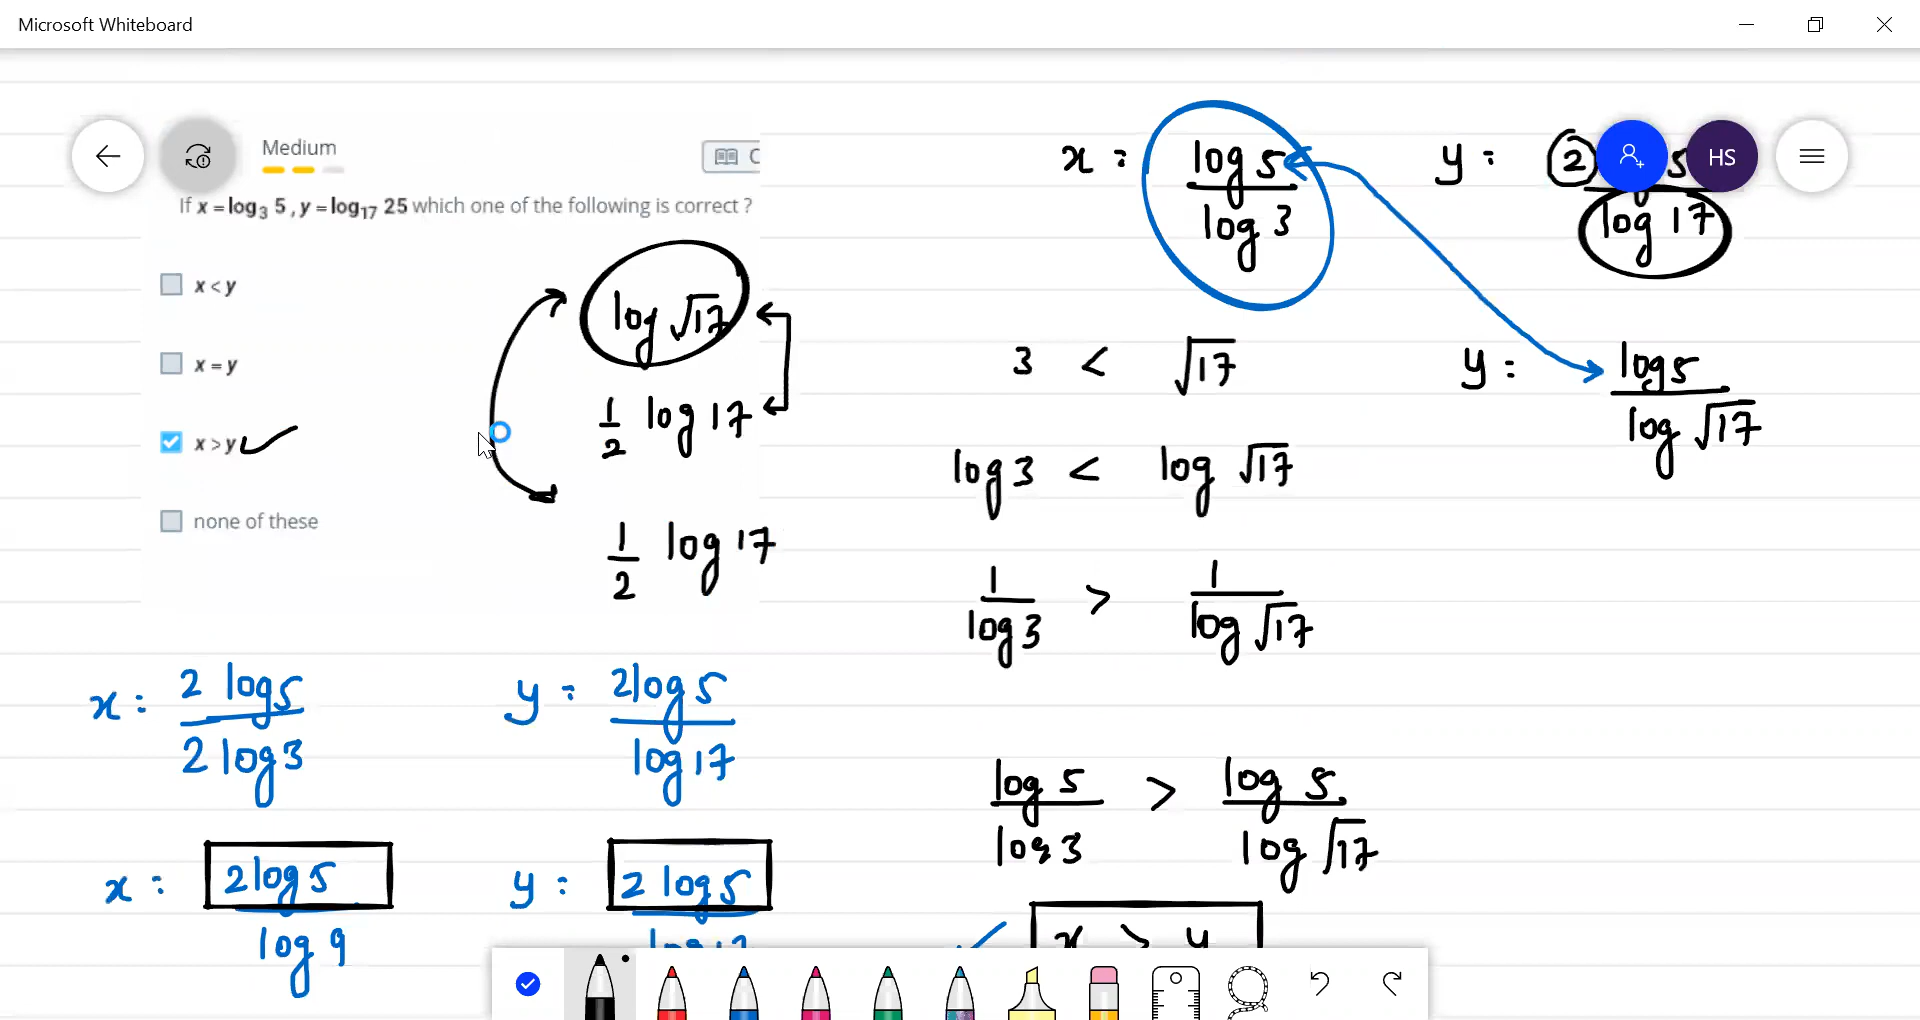 Microsoft Whiteboard
Medium
If x = log₃ 5 , y = log₁₇ 25 which one of the following is correct ?
x < y
x = y
x > y
none of these
log √17
1/2 log 17
1/2 log 17
x = 2 log 5 / 2 log 3
y = 2 log 5 / log 17
x = 2 log 5 / log 9
y = 2 log 5
x = log 5 / log 3
y = 2 5 / log 17
HS
3 < √17
y = log 5 / log √17
log 3 < log √17
1 / log 3 > 1 / log √17
log 5 / log 3 > log 5 / log √17
x > y